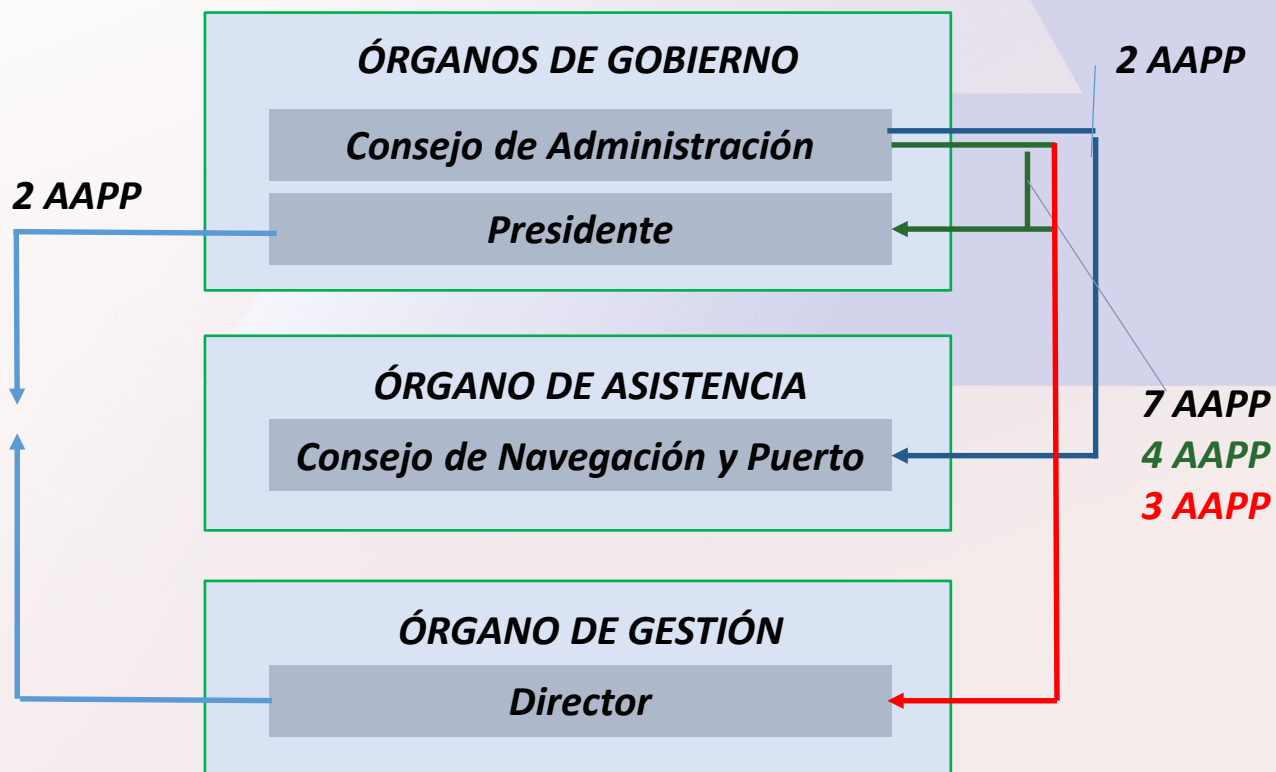 ÓRGANOS DE GOBIERNO
2 AAPP
Consejo de Administración
2 AAPP
Presidente
ÓRGANO DE ASISTENCIA
7 AAPP
Consejo de Navegación y Puerto
4 AAPP
3 AAPP
ÓRGANO DE GESTIÓN
Director